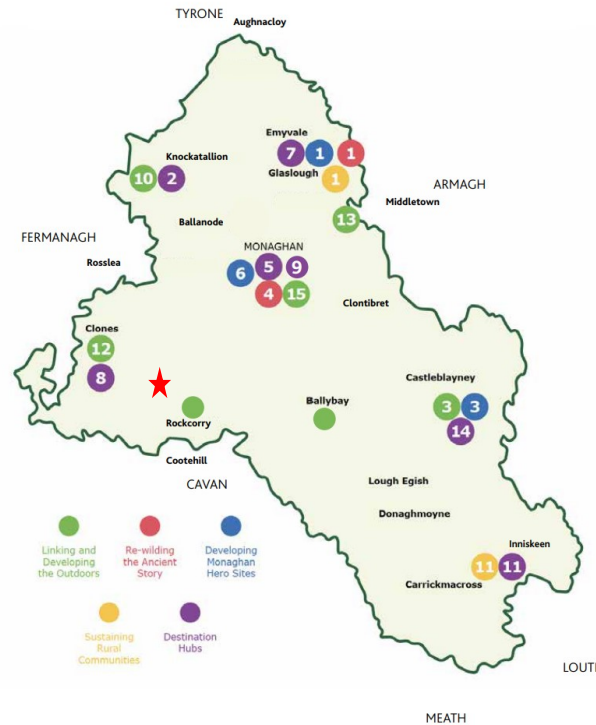 TYRONE
Aughnacloy
Emyvale
7 1 1
Knockatallion
Glaslough 1
10 2
ARMAGH
Middletown
13
Ballanode
FERMANAGH
MONAGHAN
Rosslea
6 5 9
4 15
Clontibret
Clones
12
8
Castleblayney
Ballybay
3 3
Rockcorry
14
Cootehill
CAVAN
Lough Egish
Donaghmoyne
Inniskeen
11 11
Carrickmacross
Linking and
Developing
the Outdoors
Re-wilding
the Ancient
Story
Developing
Monaghan
Hero Sites
Sustaining
Rural
Communities
Destination
Hubs
LOUT
MEATH